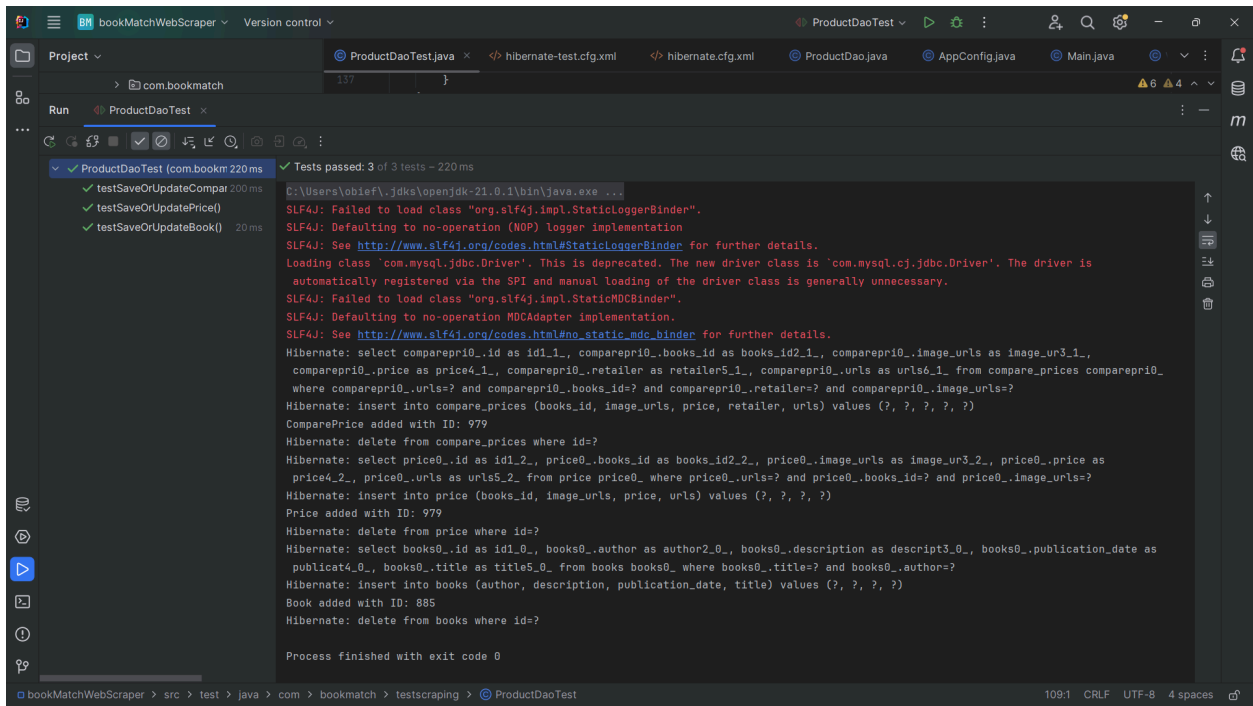 BM bookMatchWebScraper Version control ProductDaoTest
Project
ProductDaoTest.java hibernate-test.cfg.xml hibernate.cfg.xml ProductDao.java AppConfig.java Main.java
com.bookmatch 137 } 6 4
Run ProductDaoTest
ProductDaoTest (com.bookm 220 ms Tests passed: 3 of 3 tests – 220 ms
testSaveOrUpdateCompar 200 ms
testSaveOrUpdatePrice()
testSaveOrUpdateBook() 20 ms
C:\Users\obief\.jdks\openjdk-21.0.1\bin\java.exe ...
SLF4J: Failed to load class "org.slf4j.impl.StaticLoggerBinder".
SLF4J: Defaulting to no-operation (NOP) logger implementation
SLF4J: See http://www.slf4j.org/codes.html#StaticLoggerBinder for further details.
Loading class `com.mysql.jdbc.Driver'. This is deprecated. The new driver class is `com.mysql.cj.jdbc.Driver'. The driver is
automatically registered via the SPI and manual loading of the driver class is generally unnecessary.
SLF4J: Failed to load class "org.slf4j.impl.StaticMDCBinder".
SLF4J: Defaulting to no-operation MDCAdapter implementation.
SLF4J: See http://www.slf4j.org/codes.html#no_static_mdc_binder for further details.
Hibernate: select comparepri0_.id as id1_1_, comparepri0_.books_id as books_id2_1_, comparepri0_.image_urls as image_ur3_1_,
comparepri0_.price as price4_1_, comparepri0_.retailer as retailer5_1_, comparepri0_.urls as urls6_1_ from compare_prices comparepri0_
where comparepri0_.urls=? and comparepri0_.books_id=? and comparepri0_.retailer=? and comparepri0_.image_urls=?
Hibernate: insert into compare_prices (books_id, image_urls, price, retailer, urls) values (?, ?, ?, ?, ?)
ComparePrice added with ID: 979
Hibernate: delete from compare_prices where id=?
Hibernate: select price0_.id as id1_2_, price0_.books_id as books_id2_2_, price0_.image_urls as image_ur3_2_, price0_.price as
price4_2_, price0_.urls as urls5_2_ from price price0_ where price0_.urls=? and price0_.books_id=? and price0_.image_urls=?
Hibernate: insert into price (books_id, image_urls, price, urls) values (?, ?, ?, ?)
Price added with ID: 979
Hibernate: delete from price where id=?
Hibernate: select books0_.id as id1_0_, books0_.author as author2_0_, books0_.description as descript3_0_, books0_.publication_date as
publicat4_0_, books0_.title as title5_0_ from books books0_ where books0_.title=? and books0_.author=?
Hibernate: insert into books (author, description, publication_date, title) values (?, ?, ?, ?)
Book added with ID: 885
Hibernate: delete from books where id=?
Process finished with exit code 0
bookMatchWebScraper > src > test > java > com > bookmatch > testscraping > ProductDaoTest 109:1 CRLF UTF-8 4 spaces